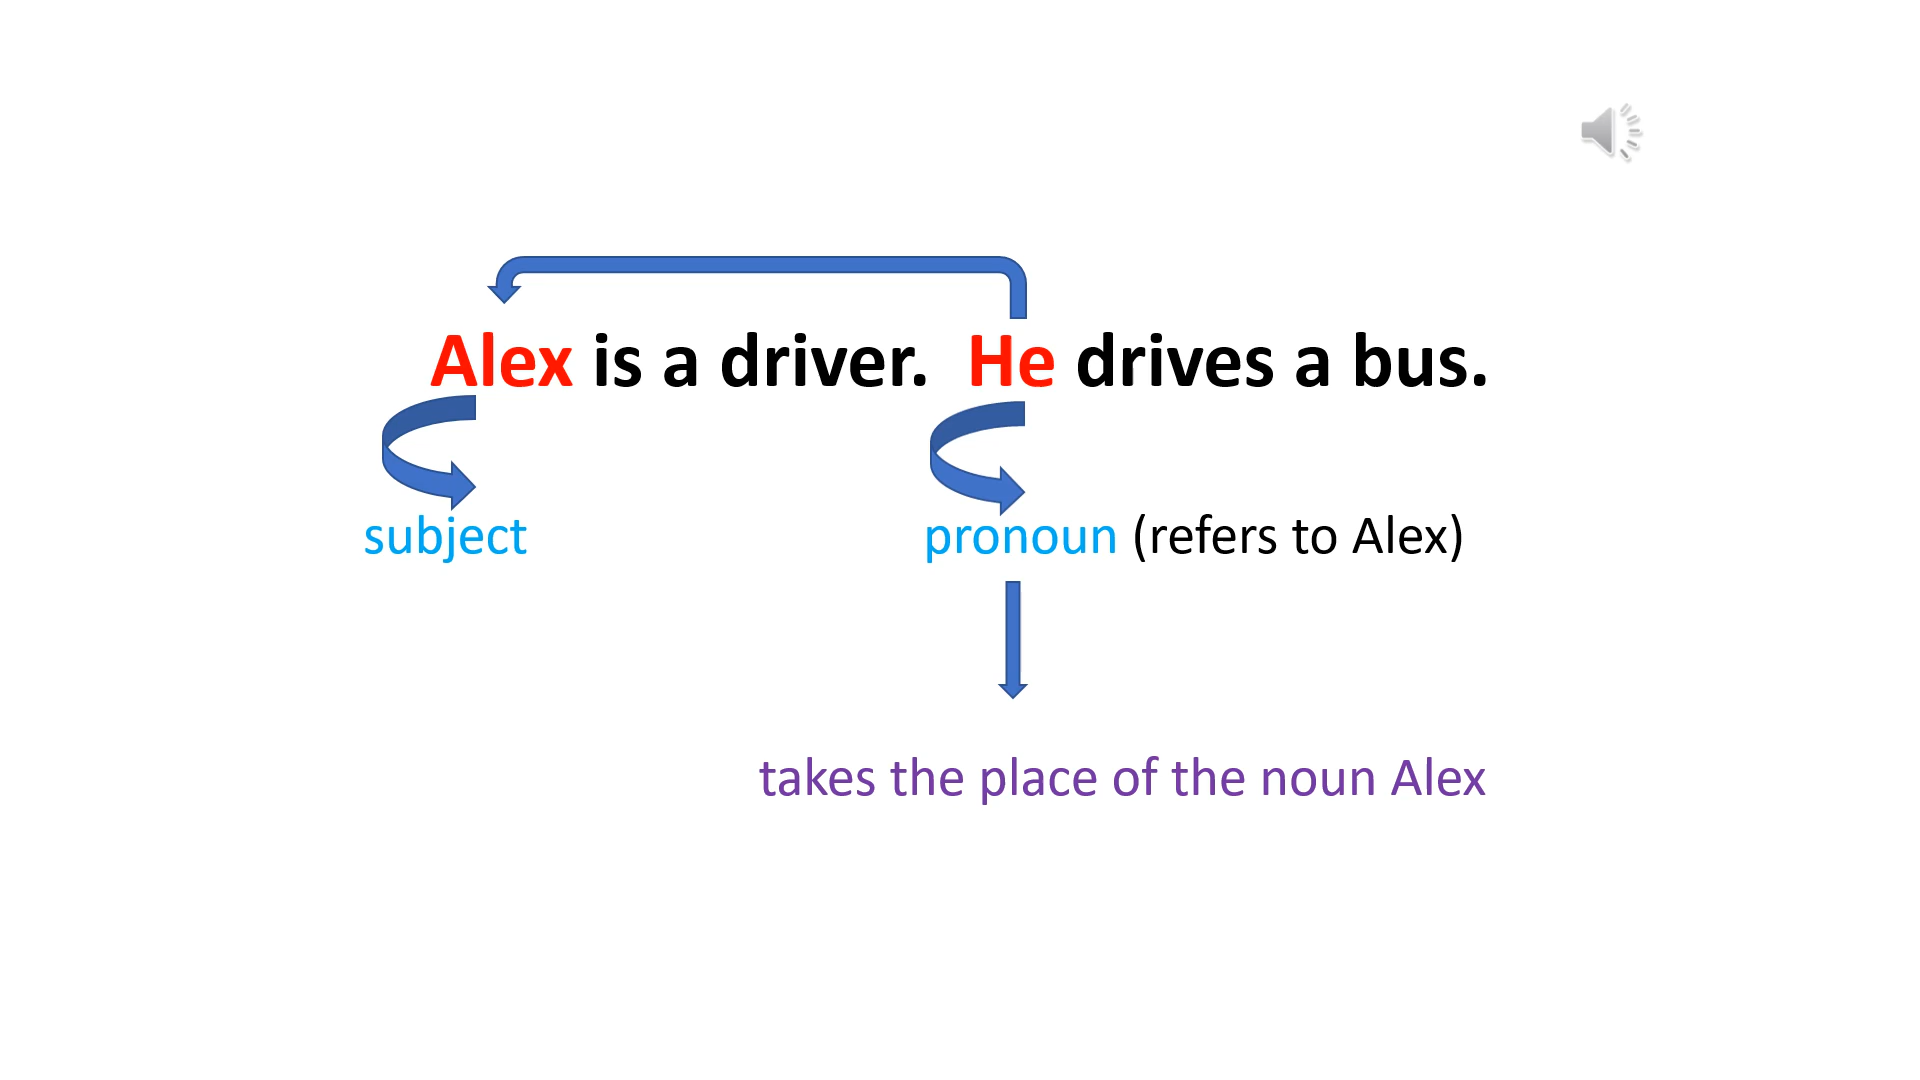 Alex is a driver. He drives a bus.
subject
pronoun (refers to Alex)
takes the place of the noun Alex